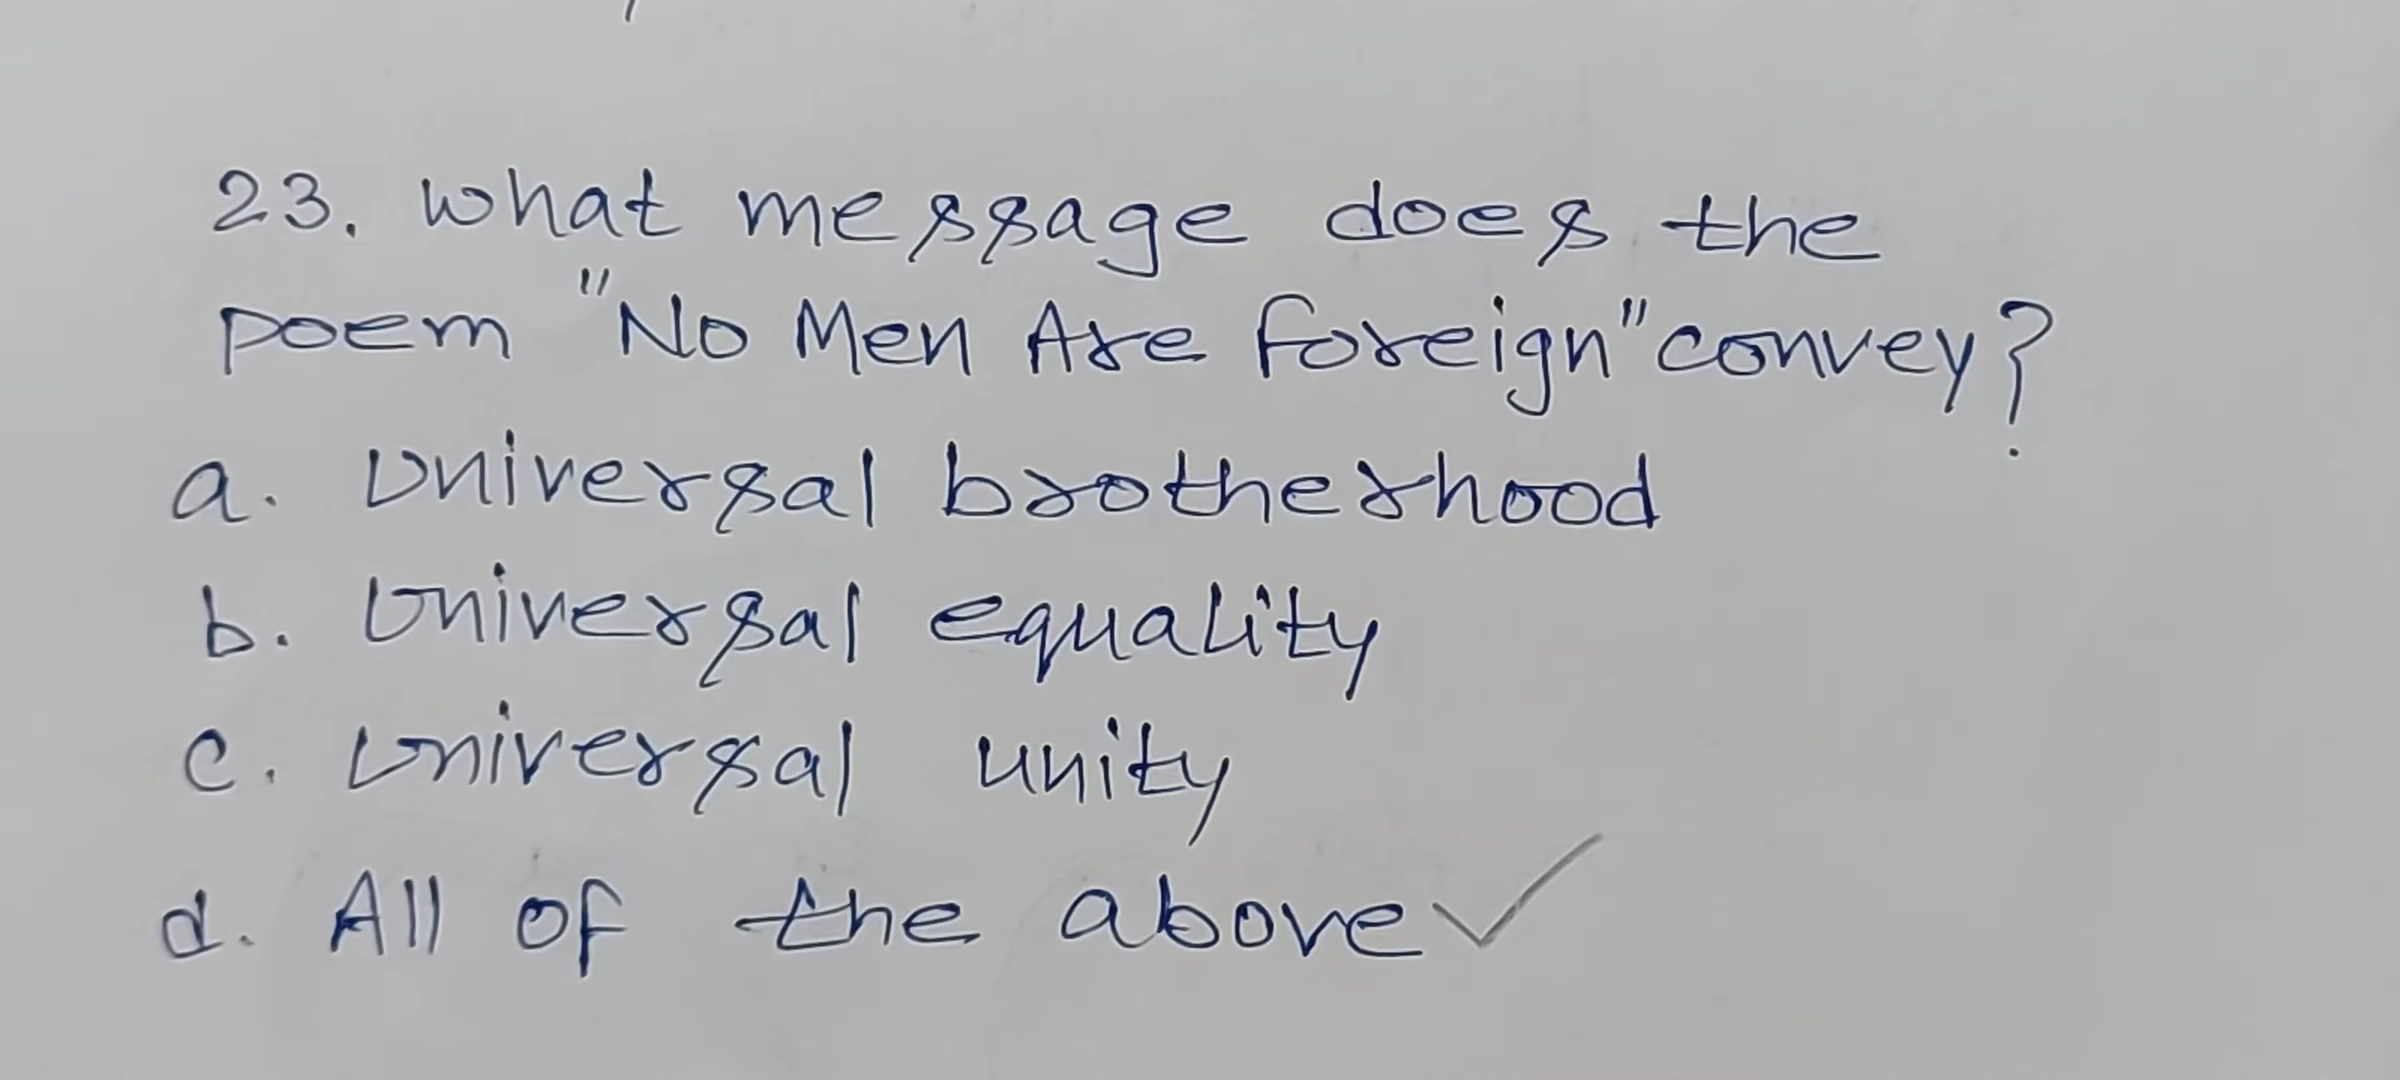 23. what message does the
poem "No Men Are foreign" convey?
a. Universal brotherhood
b. Universal equality
c. Universal unity
d. All of the above ✓